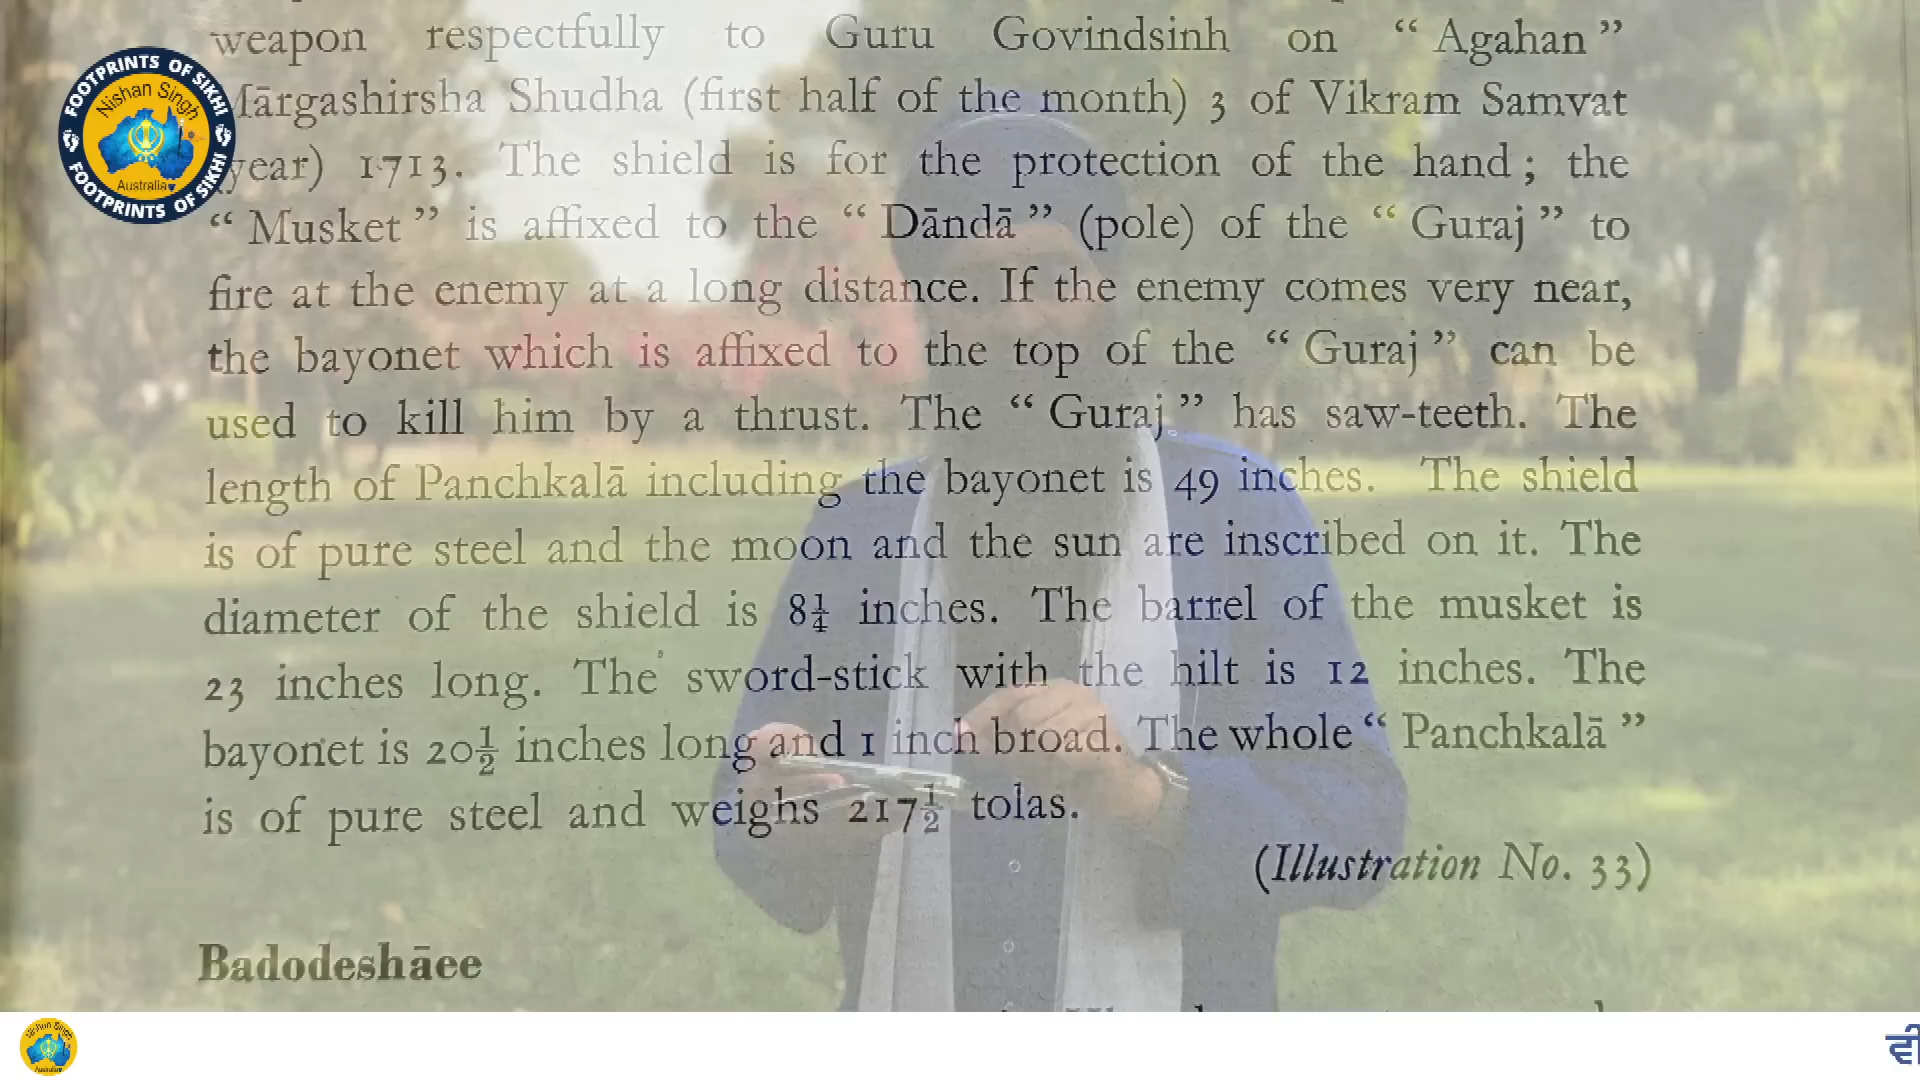 weapon respectfully to Guru Govindsinh on “ Agahan ”
Mārgashirsha Shudha (first half of the month) 3 of Vikram Samvat
year) 1713. The shield is for the protection of the hand ; the
“ Musket ” is affixed to the “ Dāndā ” (pole) of the “ Guraj ” to
fire at the enemy at a long distance. If the enemy comes very near,
the bayonet which is affixed to the top of the “ Guraj ” can be
used to kill him by a thrust. The “ Guraj ” has saw-teeth. The
length of Panchkalā including the bayonet is 49 inches. The shield
is of pure steel and the moon and the sun are inscribed on it. The
diameter of the shield is 8¼ inches. The barrel of the musket is
23 inches long. The sword-stick with the hilt is 12 inches. The
bayonet is 20½ inches long and 1 inch broad. The whole “ Panchkalā ”
is of pure steel and weighs 217½ tolas.
(Illustration No. 33)
Badodeshāee
FOOTPRINTS OF SIKHI
Nishan Singh
Australia
FOOTPRINTS OF SIKHI
Nishan Singh
Australia